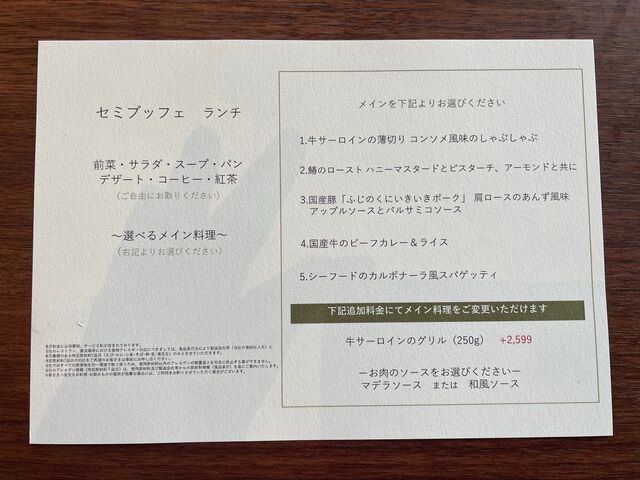 セミブッフェ ランチ
前菜・サラダ・スープ・パン
デザート・コーヒー・紅茶
（ご自由にお取りください）
～選べるメイン料理～
（右記よりお選びください）
メインを下記よりお選びください
1.牛サーロインの薄切り コンソメ風味のしゃぶしゃぶ
2.鰆のロースト ハニーマスタードとピスターチ、アーモンドと共に
3.国産豚「ふじのくにいきいきポーク」 肩ロースのあんず風味
アップルソースとバルサミコソース
4.国産牛のビーフカレー＆ライス
5.シーフードのカルボナーラ風スパゲッティ
下記追加料金にてメイン料理をご変更いただけます
牛サーロインのグリル（250g） +2,599
ーお肉のソースをお選びくださいー
マデラソース または 和風ソース